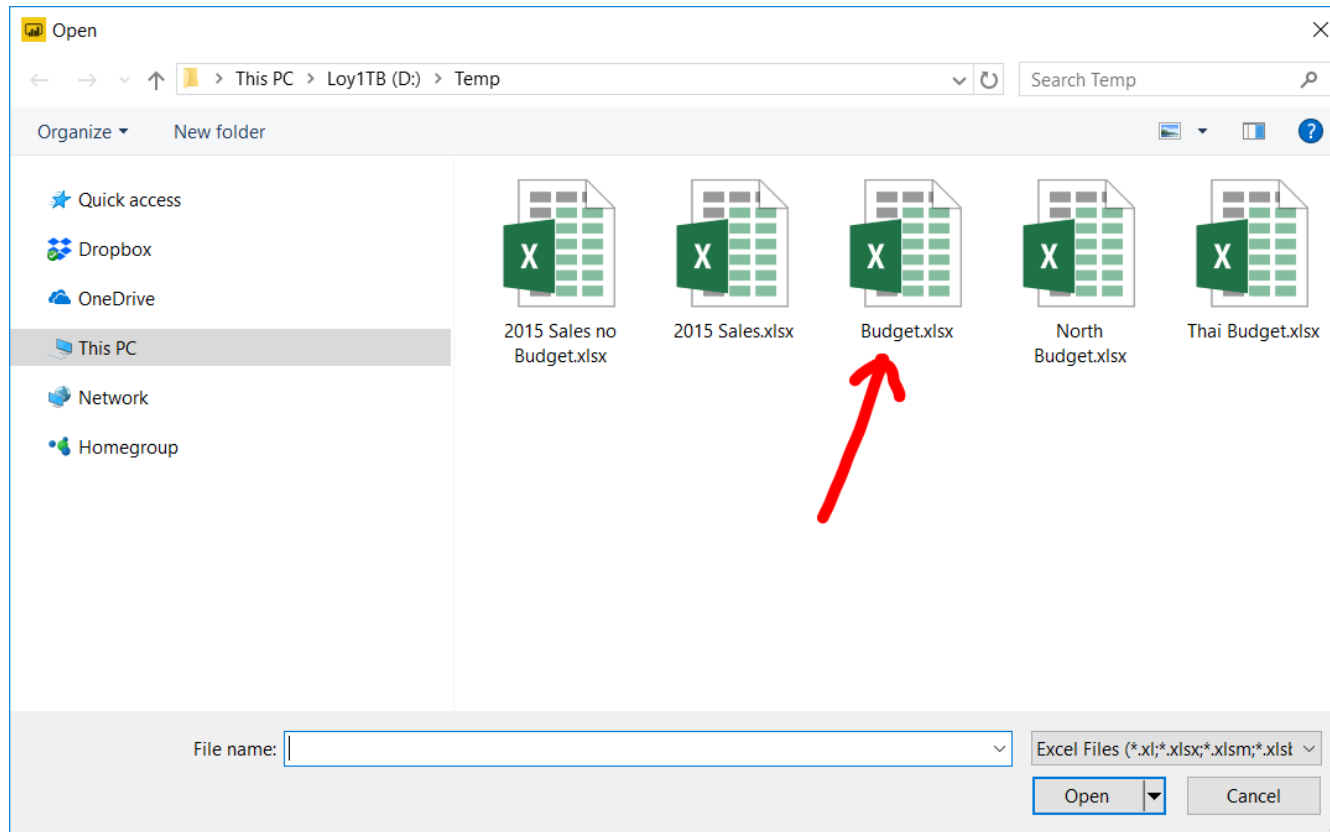 Open
This PC > Loy1TB (D:) > Temp
Search Temp
Organize
New folder
?
Quick access
Dropbox
OneDrive
This PC
Network
Homegroup
X
X
X
X
X
2015 Sales no
Budget.xlsx
2015 Sales.xlsx
Budget.xlsx
North
Budget.xlsx
Thai Budget.xlsx
File name:
Excel Files (*.xl;*.xlsx;*.xlsm;*.xlsb
Open
Cancel